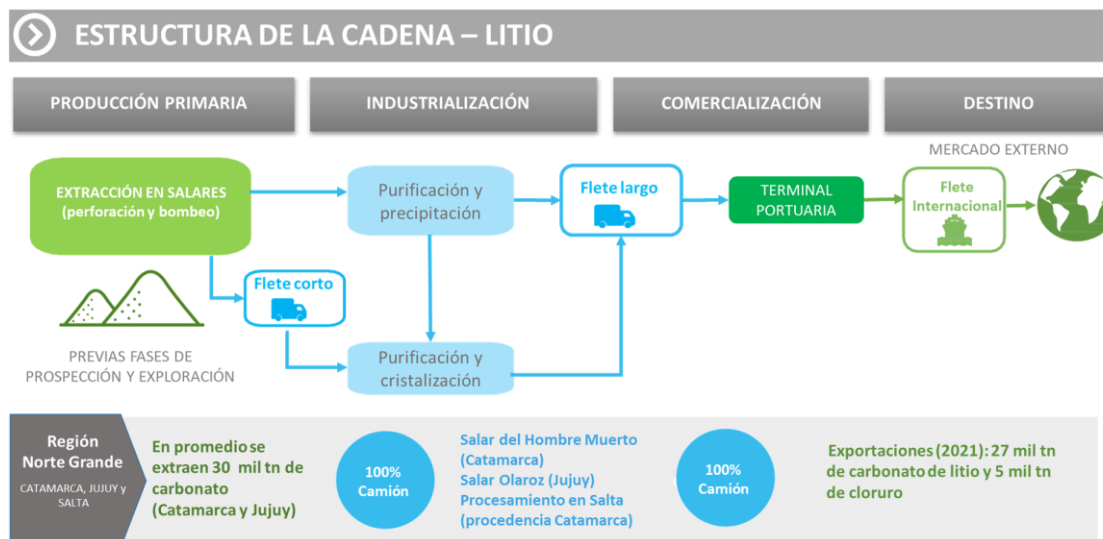 ESTRUCTURA DE LA CADENA – LITIO
PRODUCCIÓN PRIMARIA
INDUSTRIALIZACIÓN
COMERCIALIZACIÓN
DESTINO
MERCADO EXTERNO
EXTRACCIÓN EN SALARES
(perforación y bombeo)
Purificación y
precipitación
Flete largo
TERMINAL
PORTUARIA
Flete
Internacional
Flete corto
PREVIAS FASES DE
PROSPECCIÓN Y EXPLORACIÓN
Purificación y
cristalización
Región
Norte Grande
CATAMARCA, JUJUY y
SALTA
En promedio se
extraen 30 mil tn de
carbonato
(Catamarca y Jujuy)
100%
Camión
Salar del Hombre Muerto
(Catamarca)
Salar Olaroz (Jujuy)
Procesamiento en Salta
(procedencia Catamarca)
100%
Camión
Exportaciones (2021): 27 mil tn
de carbonato de litio y 5 mil tn
de cloruro